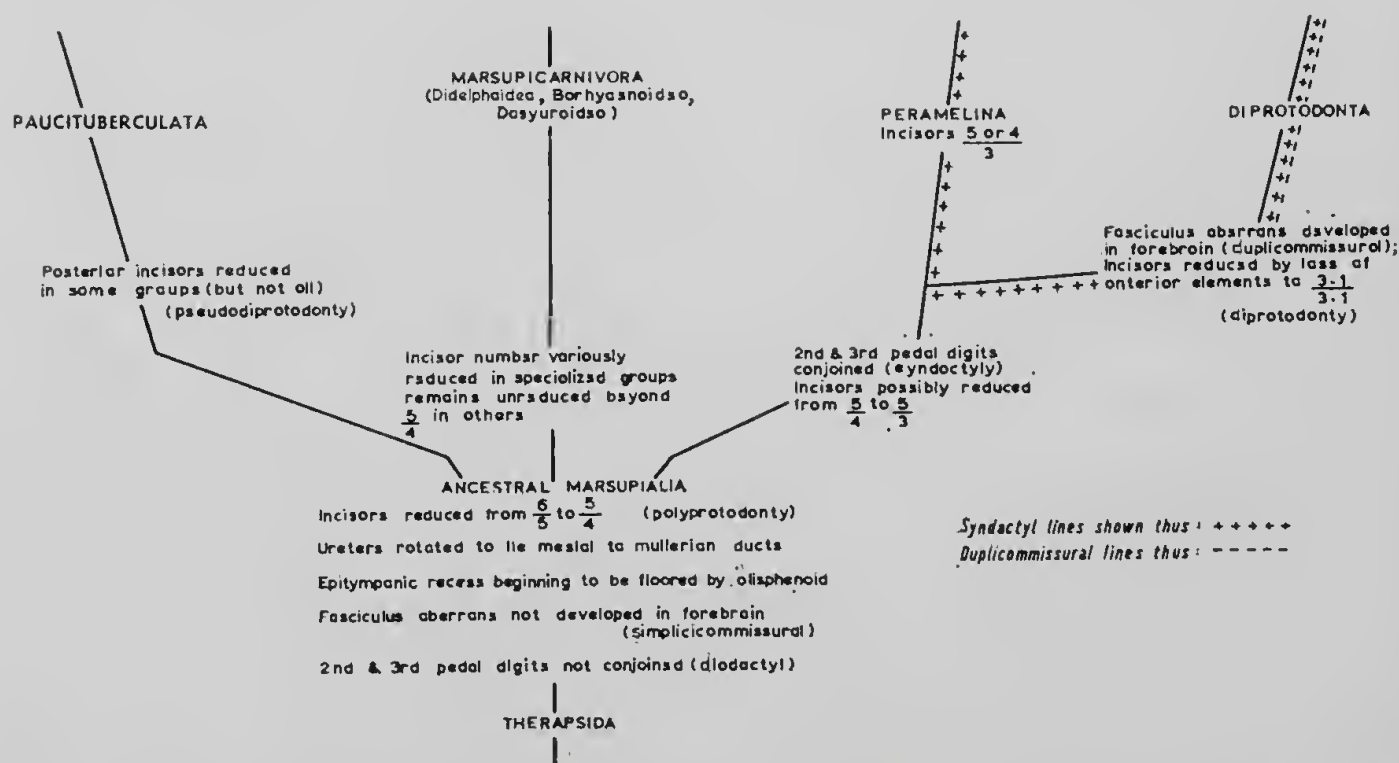 PAUCITUBERCULATA
MARSUPICARNIVORA
(Didelphoidea, Borhyaenoidea,
Dasyuroidea)
PERAMELINA
Incisors 5 or 4/3
DIPROTODONTA
Posterior incisors reduced
in some groups (but not all)
(pseudodiprotodonty)
Incisor number variously
reduced in specialized groups
remains unreduced beyond
5/4 in others
2nd & 3rd pedal digits
conjoined (syndactyly)
Incisors possibly reduced
from 5/4 to 5/3
Fasciculus aberrans developed
in forebrain (duplicommissural);
Incisors reduced by loss of
anterior elements to 3·1/3·1
(diprotodonty)
ANCESTRAL MARSUPIALIA
Incisors reduced from 6/5 to 5/4 (polyprotodonty)
Ureters rotated to lie mesial to mullerian ducts
Epitympanic recess beginning to be floored by alisphenoid
Fasciculus aberrans not developed in forebrain
(simplicicommissural)
2nd & 3rd pedal digits not conjoined (diadactyl)
THERAPSIDA
Syndactyl lines shown thus : + + + + +
Duplicommissural lines thus : - - - - -